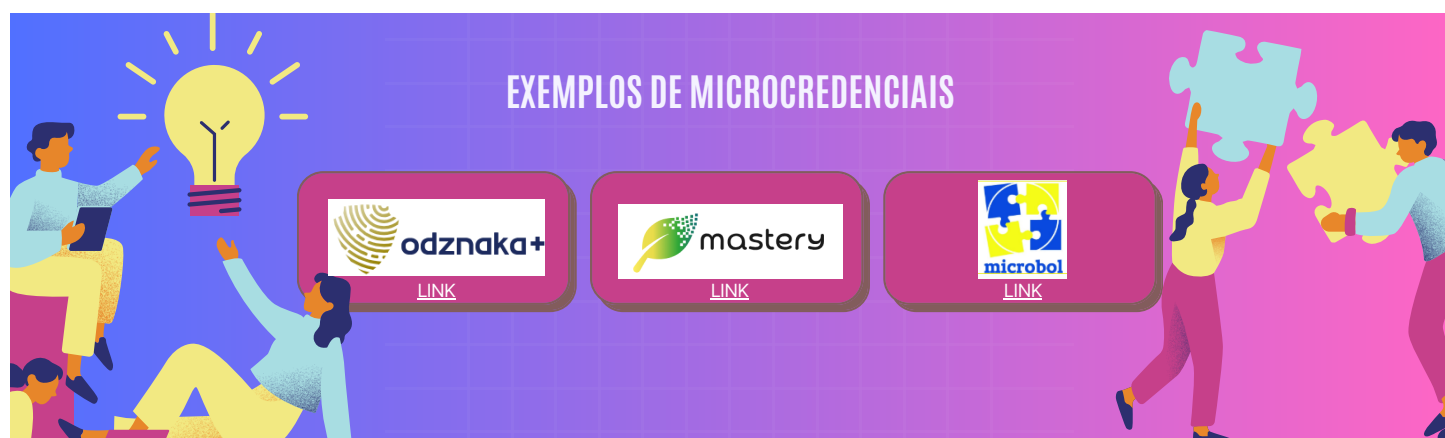 EXEMPLOS DE MICROCREDENCIAIS
odznaka+
mastery
microbol
LINK
LINK
LINK